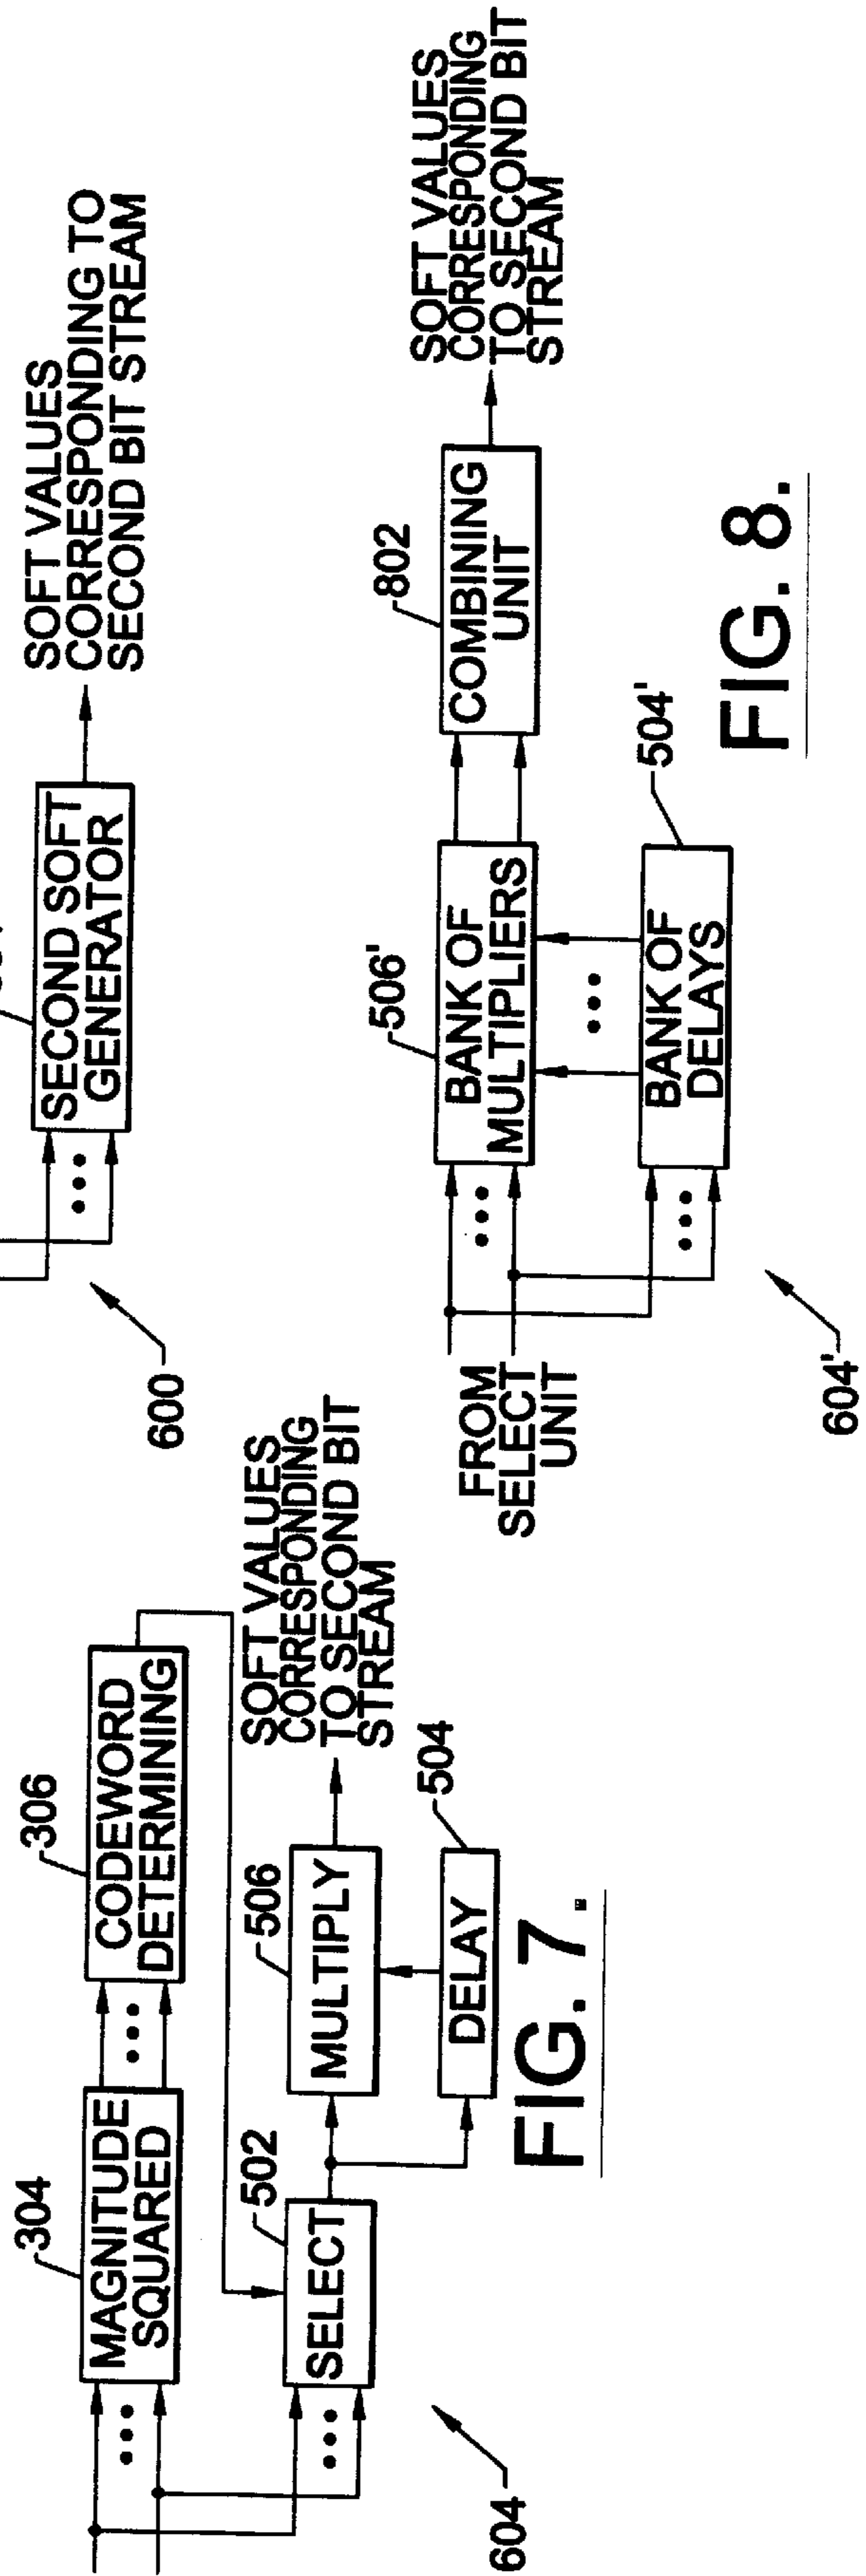 SECOND SOFT
GENERATOR
SOFT VALUES
CORRESPONDING TO
SECOND BIT STREAM
600
304
MAGNITUDE
SQUARED
306
CODEWORD
DETERMINING
502
SELECT
506
MULTIPLY
504
DELAY
SOFT VALUES
CORRESPONDING
TO SECOND BIT
STREAM
604
FIG. 7.
FROM
SELECT
UNIT
506'
BANK OF
MULTIPLIERS
504'
BANK OF
DELAYS
802
COMBINING
UNIT
SOFT VALUES
CORRESPONDING
TO SECOND BIT
STREAM
604'
FIG. 8.